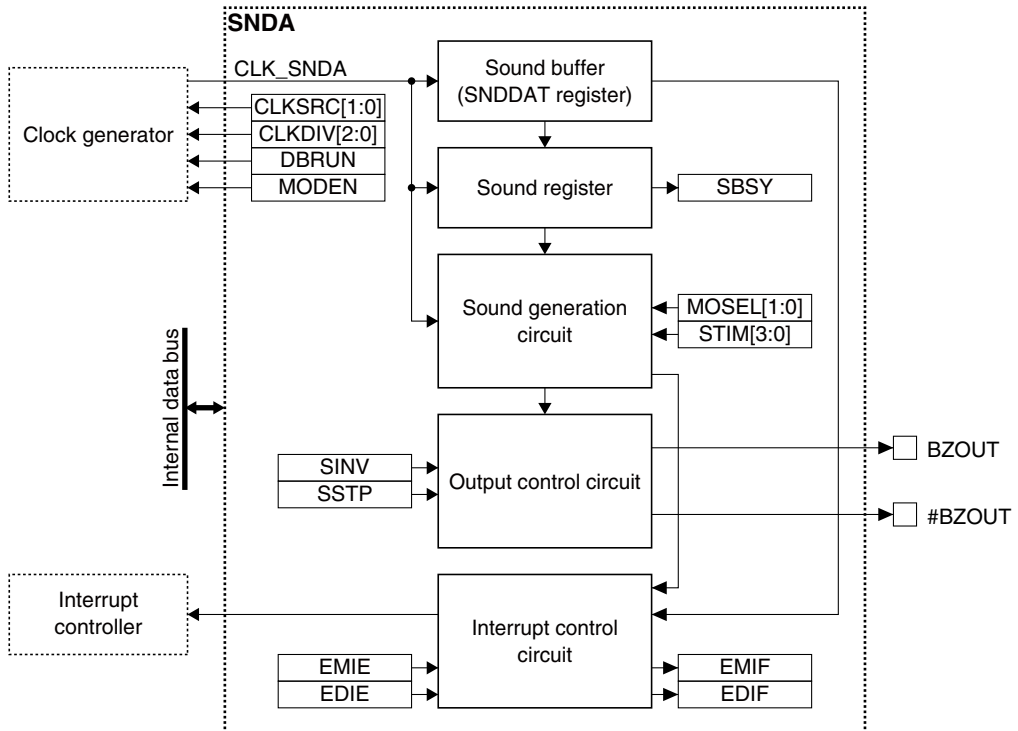 SNDA
CLK_SNDA
Clock generator
CLKSRC[1:0]
CLKDIV[2:0]
DBRUN
MODEN
Sound buffer
(SNDDAT register)
Sound register
SBSY
Sound generation
circuit
MOSEL[1:0]
STIM[3:0]
Internal data bus
SINV
SSTP
Output control circuit
BZOUT
#BZOUT
Interrupt
controller
Interrupt control
circuit
EMIE
EDIE
EMIF
EDIF